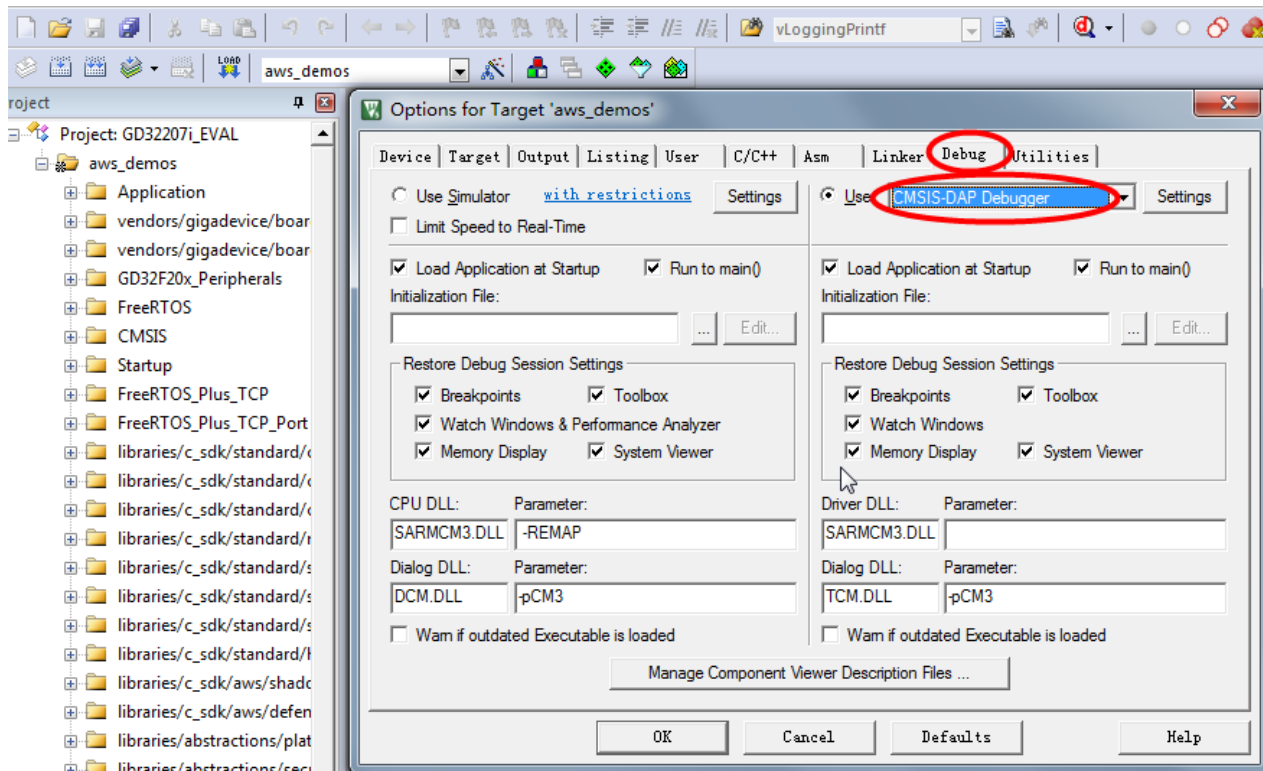 vLoggingPrintf
LOAD
aws_demos
roject
Project: GD32207i_EVAL
aws_demos
Application
vendors/gigadevice/boar
vendors/gigadevice/boar
GD32F20x_Peripherals
FreeRTOS
CMSIS
Startup
FreeRTOS_Plus_TCP
FreeRTOS_Plus_TCP_Port
libraries/c_sdk/standard/c
libraries/c_sdk/standard/c
libraries/c_sdk/standard/c
libraries/c_sdk/standard/r
libraries/c_sdk/standard/s
libraries/c_sdk/standard/s
libraries/c_sdk/standard/s
libraries/c_sdk/standard/h
libraries/c_sdk/aws/shadc
libraries/c_sdk/aws/defen
libraries/abstractions/plat
libraries/abstractions/secu
Options for Target 'aws_demos'
Device Target Output Listing User C/C++ Asm Linker Debug Utilities
Use Simulator with restrictions Settings
Limit Speed to Real-Time
Load Application at Startup Run to main()
Initialization File:
... Edit...
Restore Debug Session Settings
Breakpoints Toolbox
Watch Windows & Performance Analyzer
Memory Display System Viewer
CPU DLL: Parameter:
SARMCM3.DLL -REMAP
Dialog DLL: Parameter:
DCM.DLL -pCM3
Warn if outdated Executable is loaded
Use CMSIS-DAP Debugger Settings
Load Application at Startup Run to main()
Initialization File:
... Edit...
Restore Debug Session Settings
Breakpoints Toolbox
Watch Windows
Memory Display System Viewer
Driver DLL: Parameter:
SARMCM3.DLL
Dialog DLL: Parameter:
TCM.DLL -pCM3
Warn if outdated Executable is loaded
Manage Component Viewer Description Files ...
OK Cancel Defaults Help